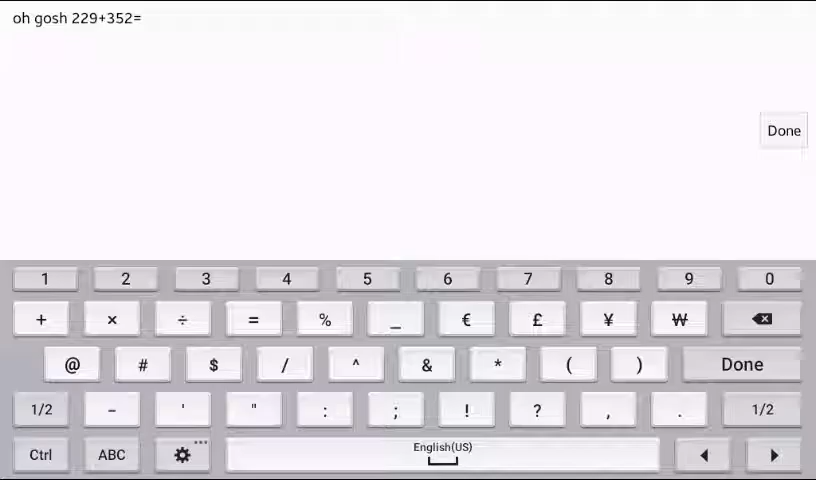 oh gosh 229+352=
Done
1 2 3 4 5 6 7 8 9 0
+ × ÷ = % _ € £ ¥ ₩
@ # $ / ^ & * ( ) Done
1/2 - ' " : ; ! ? , . 1/2
Ctrl ABC English(US)